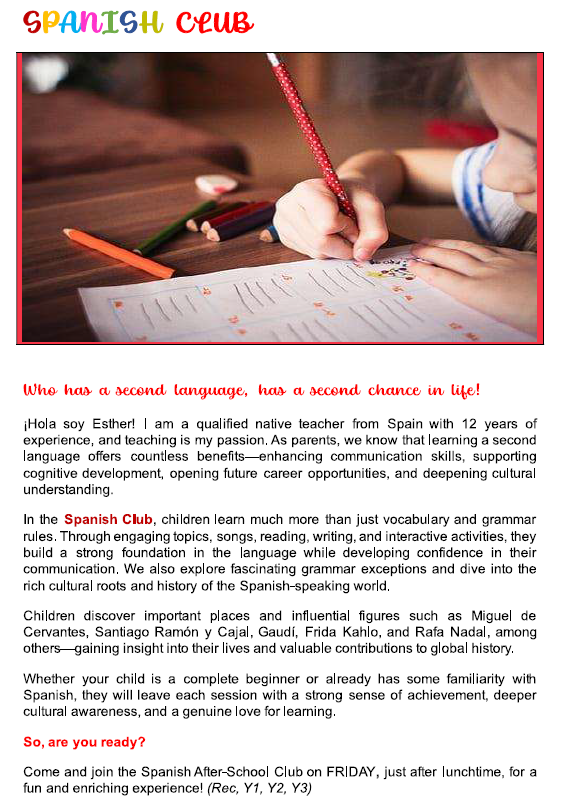 SPANISH CLUB
Who has a second language, has a second chance in life!
¡Hola soy Esther! I am a qualified native teacher from Spain with 12 years of
experience, and teaching is my passion. As parents, we know that learning a second
language offers countless benefits—enhancing communication skills, supporting
cognitive development, opening future career opportunities, and deepening cultural
understanding.
In the Spanish Club, children learn much more than just vocabulary and grammar
rules. Through engaging topics, songs, reading, writing, and interactive activities, they
build a strong foundation in the language while developing confidence in their
communication. We also explore fascinating grammar exceptions and dive into the
rich cultural roots and history of the Spanish-speaking world.
Children discover important places and influential figures such as Miguel de
Cervantes, Santiago Ramón y Cajal, Gaudí, Frida Kahlo, and Rafa Nadal, among
others—gaining insight into their lives and valuable contributions to global history.
Whether your child is a complete beginner or already has some familiarity with
Spanish, they will leave each session with a strong sense of achievement, deeper
cultural awareness, and a genuine love for learning.
So, are you ready?
Come and join the Spanish After-School Club on FRIDAY, just after lunchtime, for a
fun and enriching experience! (Rec, Y1, Y2, Y3)